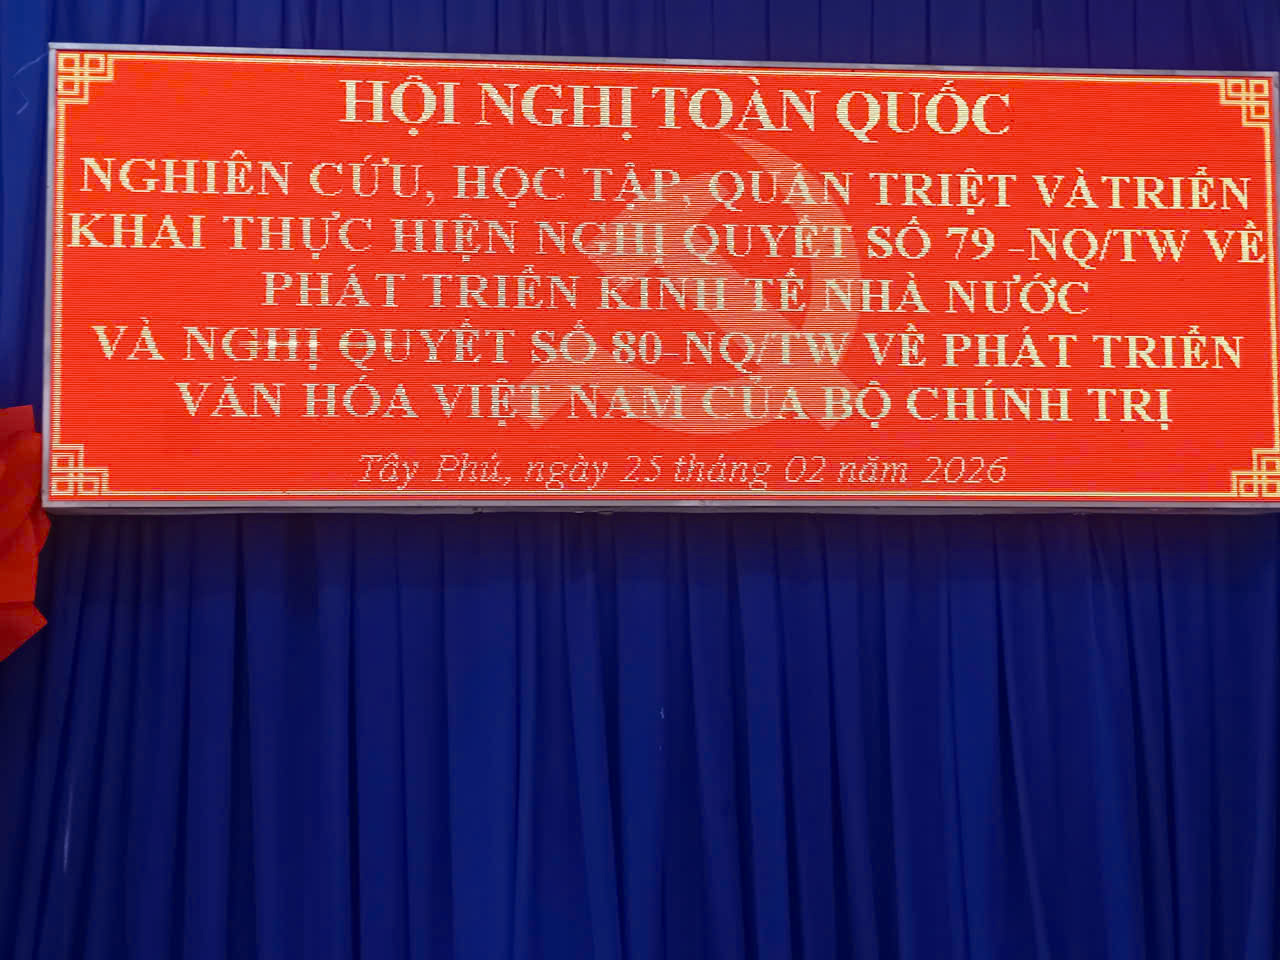 HỘI NGHỊ TOÀN QUỐC
NGHIÊN CỨU, HỌC TẬP, QUÁN TRIỆT VÀTRIỂN
KHAI THỰC HIỆN NGHỊ QUYẾT SỐ 79 -NQ/TW VỀ
PHÁT TRIỂN KINH TẾ NHÀ NƯỚC
VÀ NGHỊ QUYẾT SỐ 80-NQ/TW VỀ PHÁT TRIỂN
VĂN HÓA VIỆT NAM CỦA BỘ CHÍNH TRỊ
Tây Phú, ngày 25 tháng 02 năm 2026